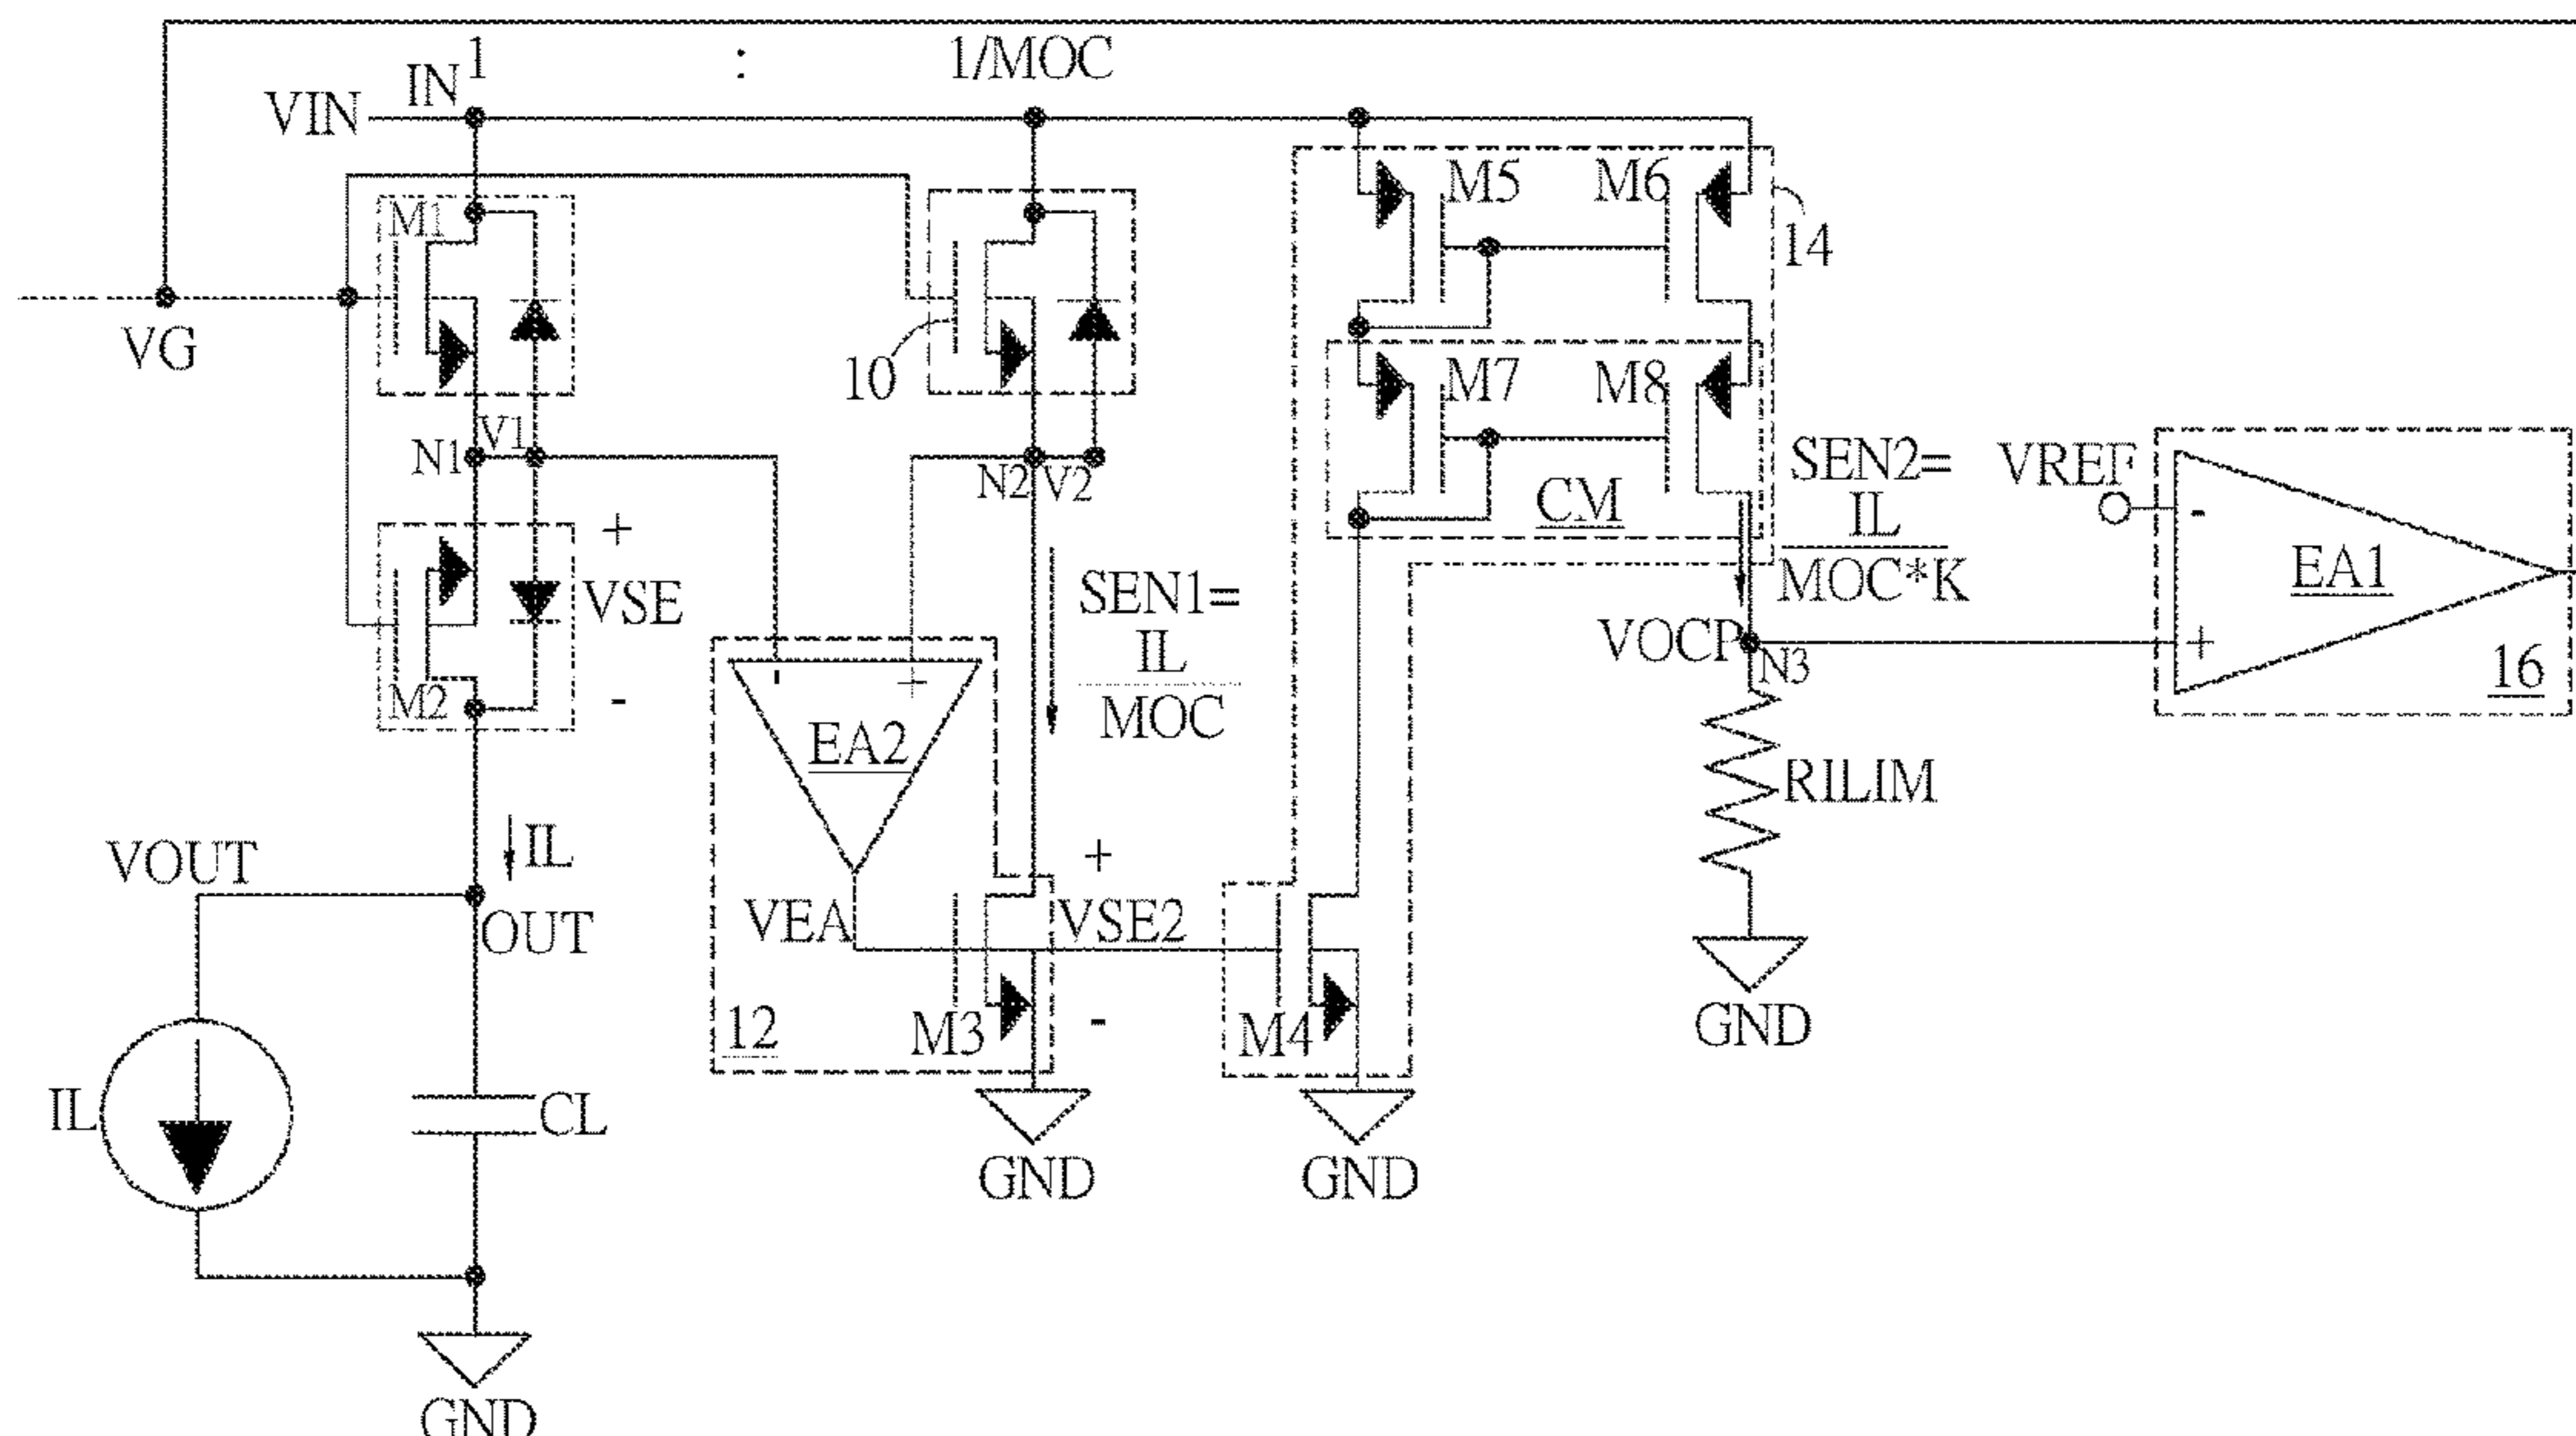 1 : 1/MOC
IN
VIN
M1
M5
M6
14
VG
10
M7
M8
N1
V1
N2
V2
CM
SEN2=
IL
MOC*K
VREF
-
EA1
+
16
+
VSE
-
M2
SEN1=
IL
MOC
-
+
EA2
VOCP
N3
RILIM
VOUT
IL
OUT
VEA
+
VSE2
-
12
M3
M4
GND
IL
CL
GND
GND
GND